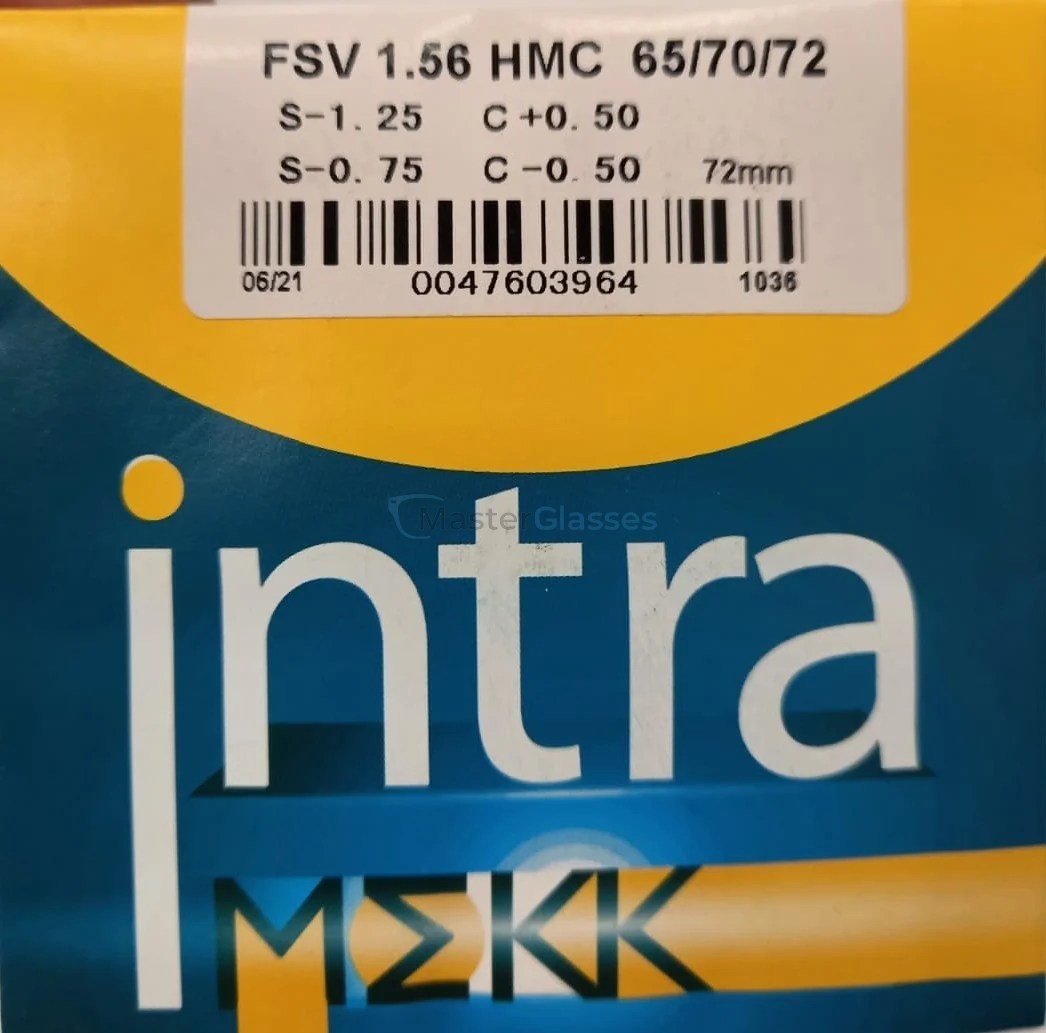 FSV 1.56 HMC 65/70/72
S-1.25 C+0.50
S-0.75 C-0.50 72mm
06/21 0047603964 1036
MasterGlasses
intra
MΣKK